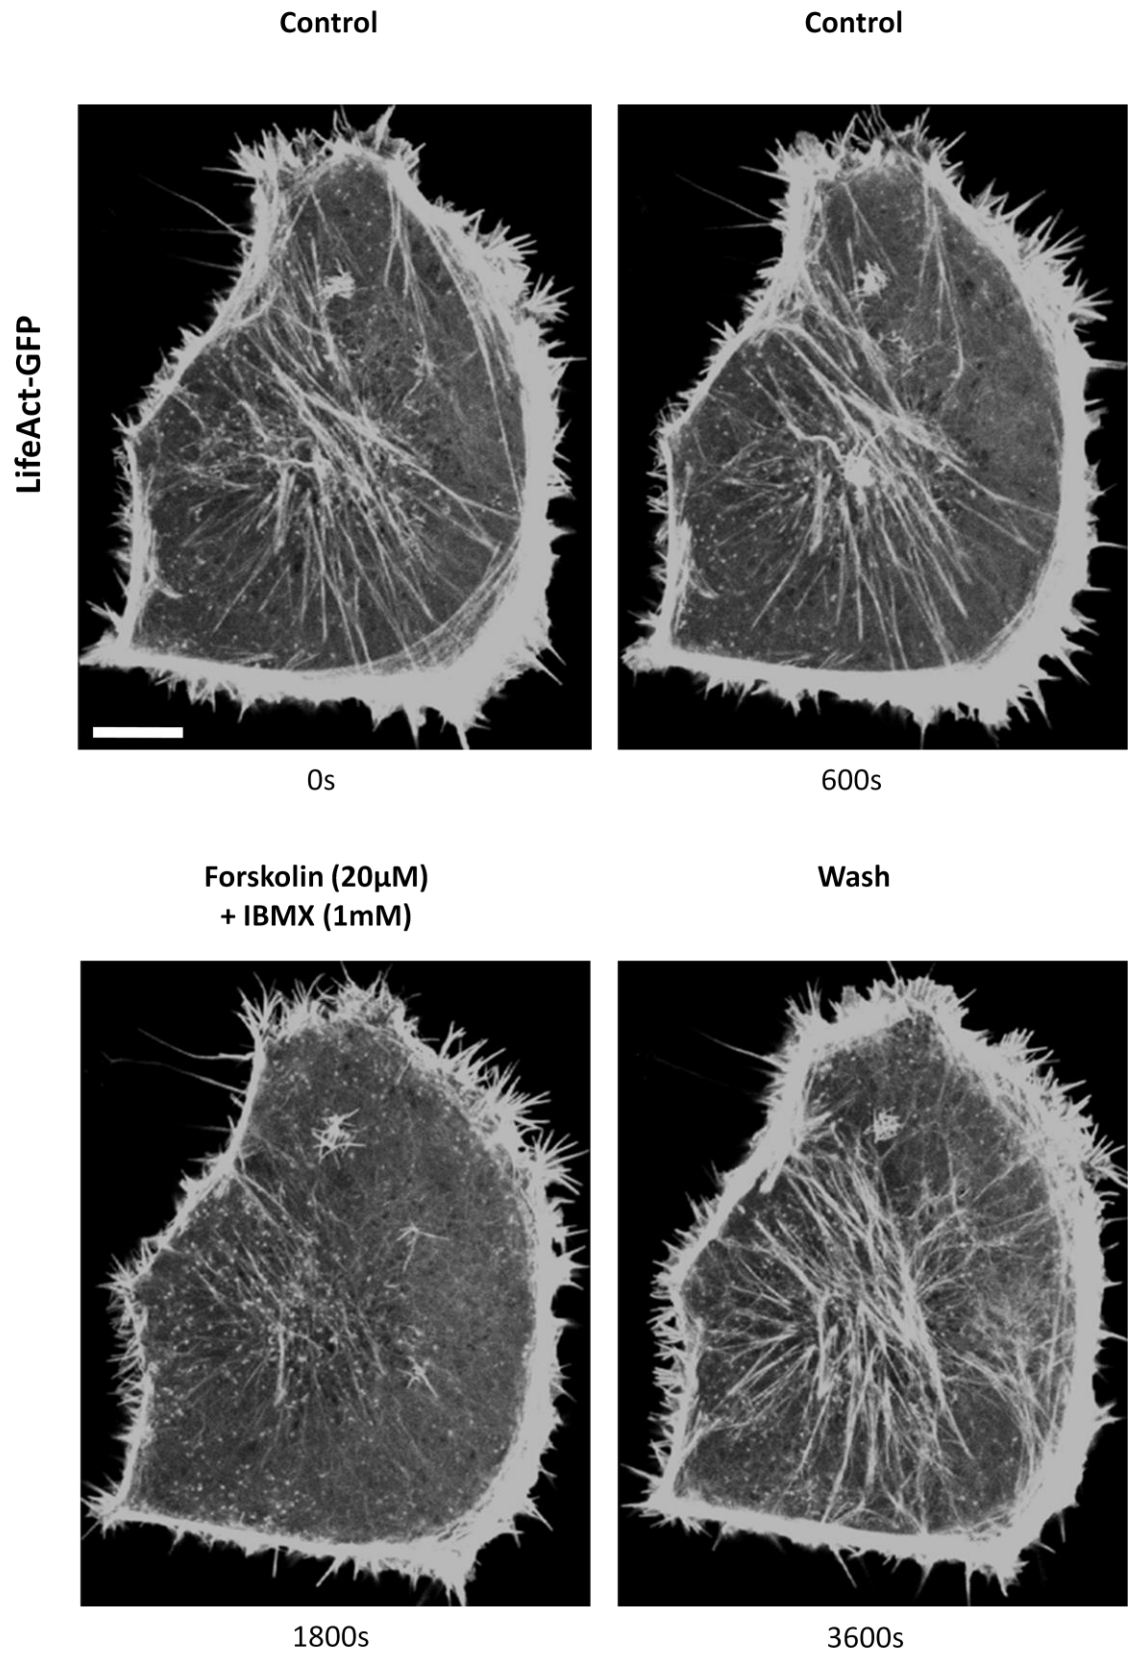 Control
Control
LifeAct-GFP
0s
600s
Forskolin (20µM)
+ IBMX (1mM)
Wash
1800s
3600s